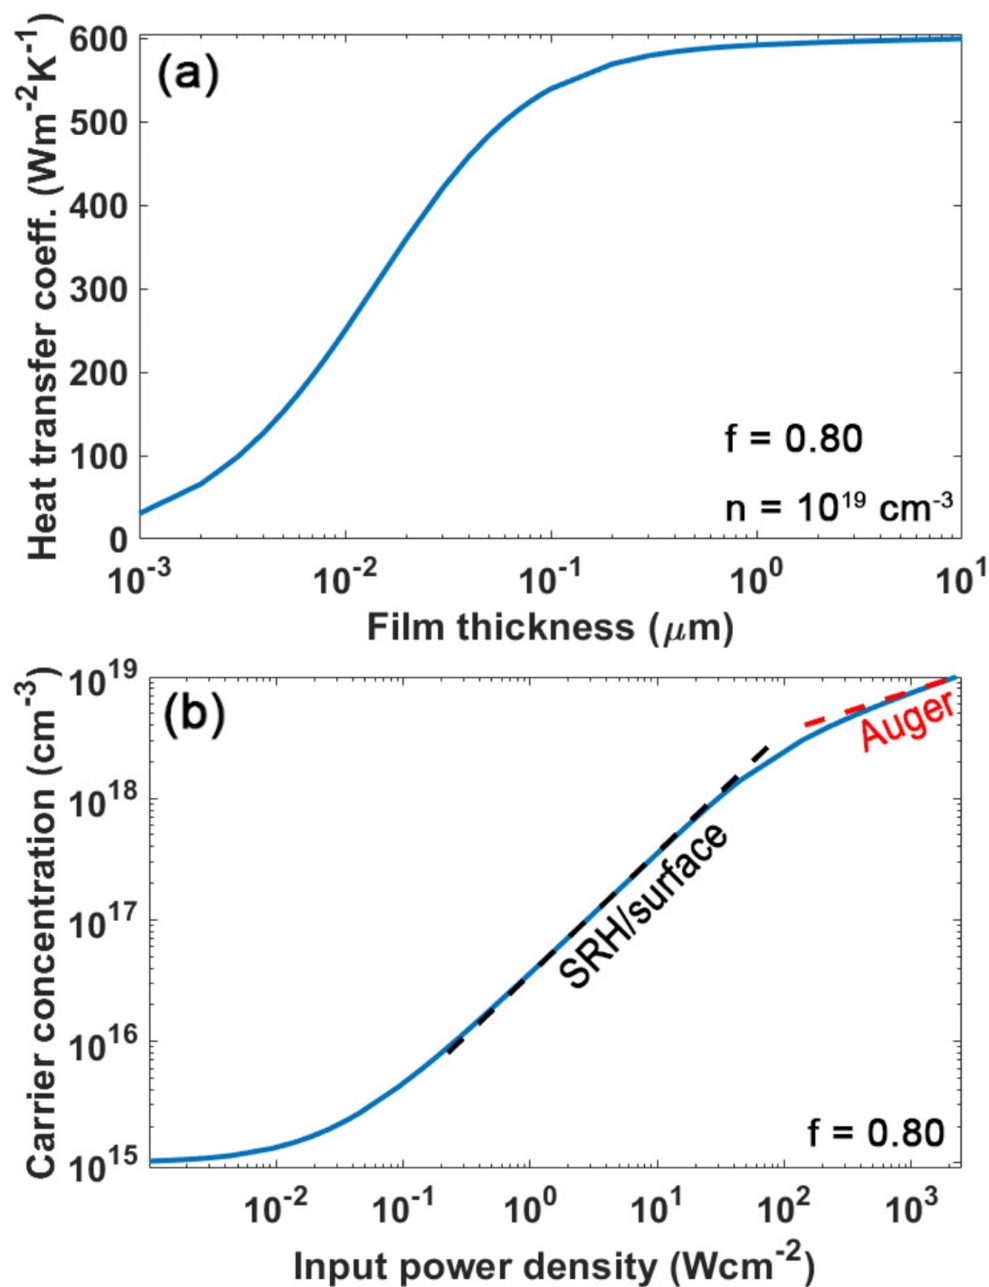 (a)
Heat transfer coeff. (Wm⁻²K⁻¹)
600
500
400
300
200
100
0
f = 0.80
n = 10¹⁹ cm⁻³
10⁻³ 10⁻² 10⁻¹ 10⁰ 10¹
Film thickness (μm)
(b)
Carrier concentration (cm⁻³)
10¹⁹
10¹⁸
10¹⁷
10¹⁶
10¹⁵
Auger
SRH/surface
f = 0.80
10⁻² 10⁻¹ 10⁰ 10¹ 10² 10³
Input power density (Wcm⁻²)